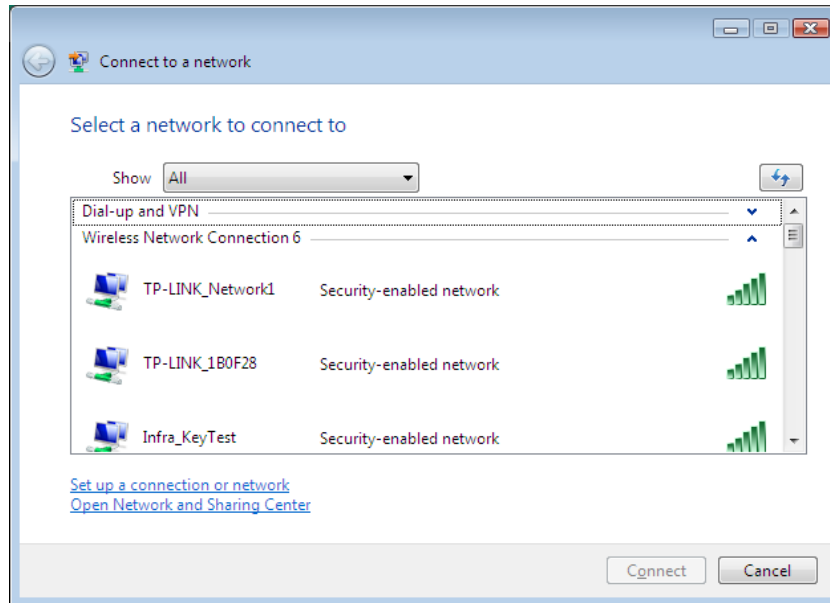 Connect to a network
Select a network to connect to
Show All
Dial-up and VPN
Wireless Network Connection 6
TP-LINK_Network1 Security-enabled network
TP-LINK_1B0F28 Security-enabled network
Infra_KeyTest Security-enabled network
Set up a connection or network
Open Network and Sharing Center
Connect Cancel